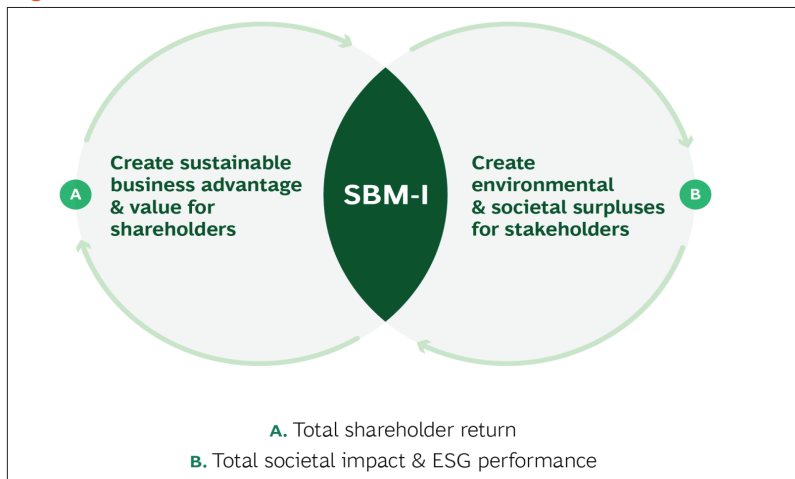 Create sustainable
business advantage
& value for
shareholders
A
SBM-I
Create
environmental
& societal surpluses
for stakeholders
B
A. Total shareholder return
B. Total societal impact & ESG performance